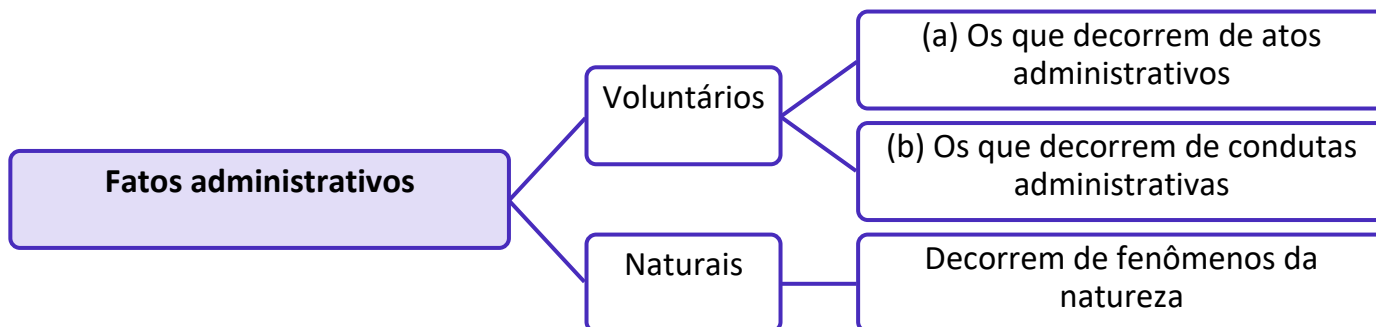 Fatos administrativos
Voluntários
(a) Os que decorrem de atos
administrativos
(b) Os que decorrem de condutas
administrativas
Naturais
Decorrem de fenômenos da
natureza